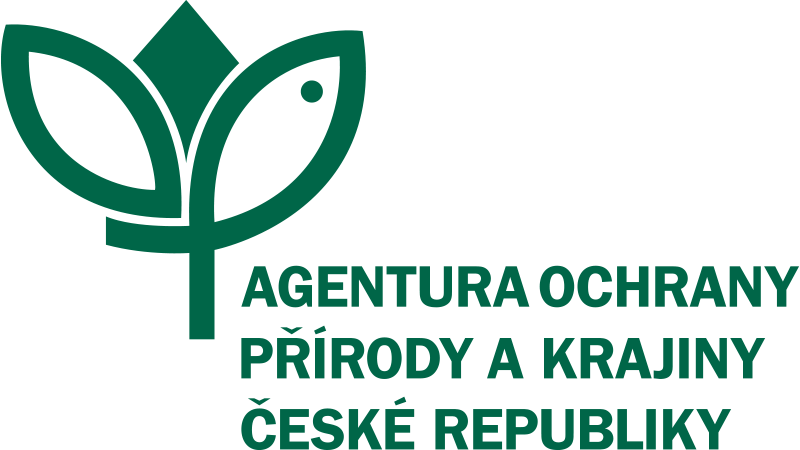 AGENTURA OCHRANY
PŘÍRODY A KRAJINY
ČESKÉ REPUBLIKY